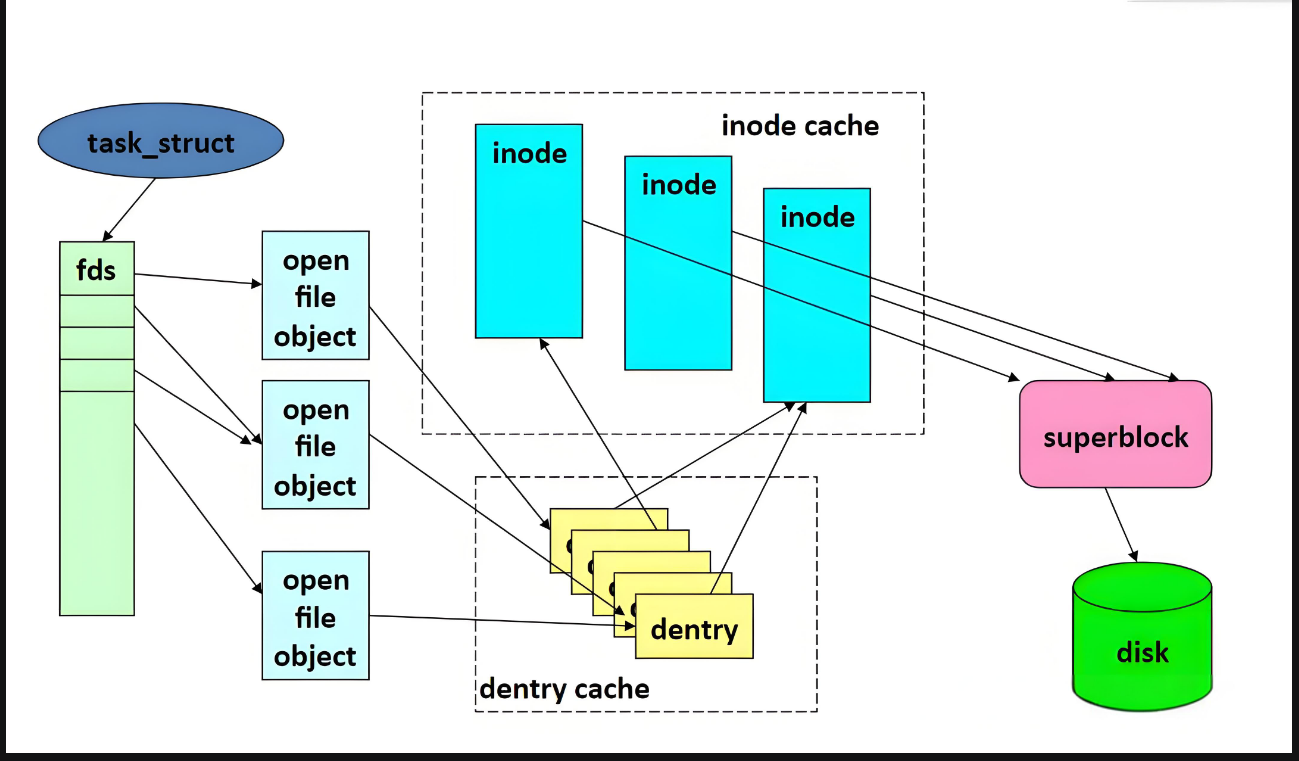 task_struct
fds
open
file
object
open
file
object
open
file
object
inode cache
inode
inode
inode
dentry
dentry cache
superblock
disk